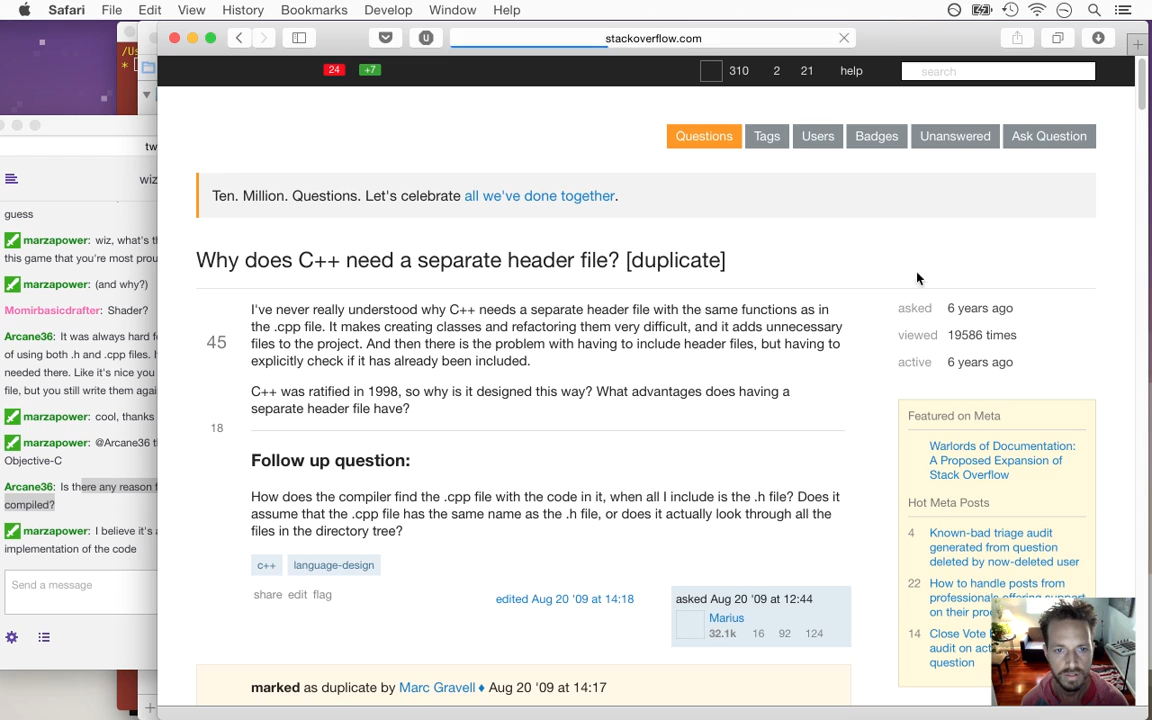 Safari File Edit View History Bookmarks Develop Window Help
stackoverflow.com
24 +7 310 2 21 help search
Questions Tags Users Badges Unanswered Ask Question
Ten. Million. Questions. Let's celebrate all we've done together.
Why does C++ need a separate header file? [duplicate]
45
I've never really understood why C++ needs a separate header file with the same functions as in
the .cpp file. It makes creating classes and refactoring them very difficult, and it adds unnecessary
files to the project. And then there is the problem with having to include header files, but having to
explicitly check if it has already been included.
C++ was ratified in 1998, so why is it designed this way? What advantages does having a
separate header file have?
18
Follow up question:
How does the compiler find the .cpp file with the code in it, when all I include is the .h file? Does it
assume that the .cpp file has the same name as the .h file, or does it actually look through all the
files in the directory tree?
c++ language-design
share edit flag
edited Aug 20 '09 at 14:18
asked Aug 20 '09 at 12:44
Marius
32.1k 16 92 124
marked as duplicate by Marc Gravell♦ Aug 20 '09 at 14:17
asked 6 years ago
viewed 19586 times
active 6 years ago
Featured on Meta
Warlords of Documentation:
A Proposed Expansion of
Stack Overflow
Hot Meta Posts
4 Known-bad triage audit
generated from question
deleted by now-deleted user
22 How to handle posts from
professionals offering support
on their
14 Close Vote
audit on
question
/Us
*
tw
wiz
guess
marzapower: wiz, what's
this game that you're most
marzapower: (and why?)
Momirbasicdrafter: Shader?
Arcane36: It was always hard
of using both .h and .cpp files.
needed there. Like it's nice you
file, but you still write them
marzapower: cool, thanks
marzapower: @Arcane36
Objective-C
Arcane36: Is there any reason
compiled?
marzapower: I believe it's
implementation of the code
Send a message